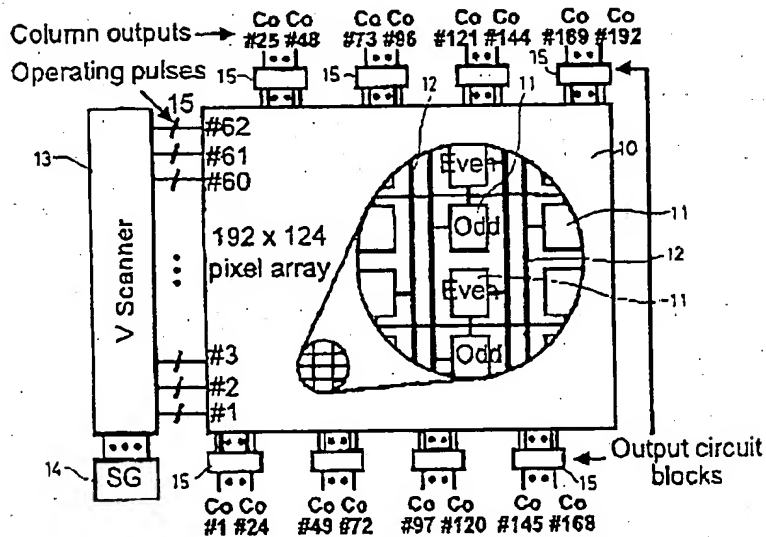 Co Co Co Co Co Co Co Co
Column outputs
#25 #48 #73 #96 #121 #144 #169 #192
Operating pulses
15 15 15
15
12 11
13
#62
#61
#60
10
Even
Odd
11
192 x 124
pixel array
12
V Scanner
Even
11
Odd
#3
#2
#1
14 SG
15 15
Output circuit
blocks
Co Co Co Co Co Co Co Co
#1 #24 #49 #72 #97 #120 #145 #168